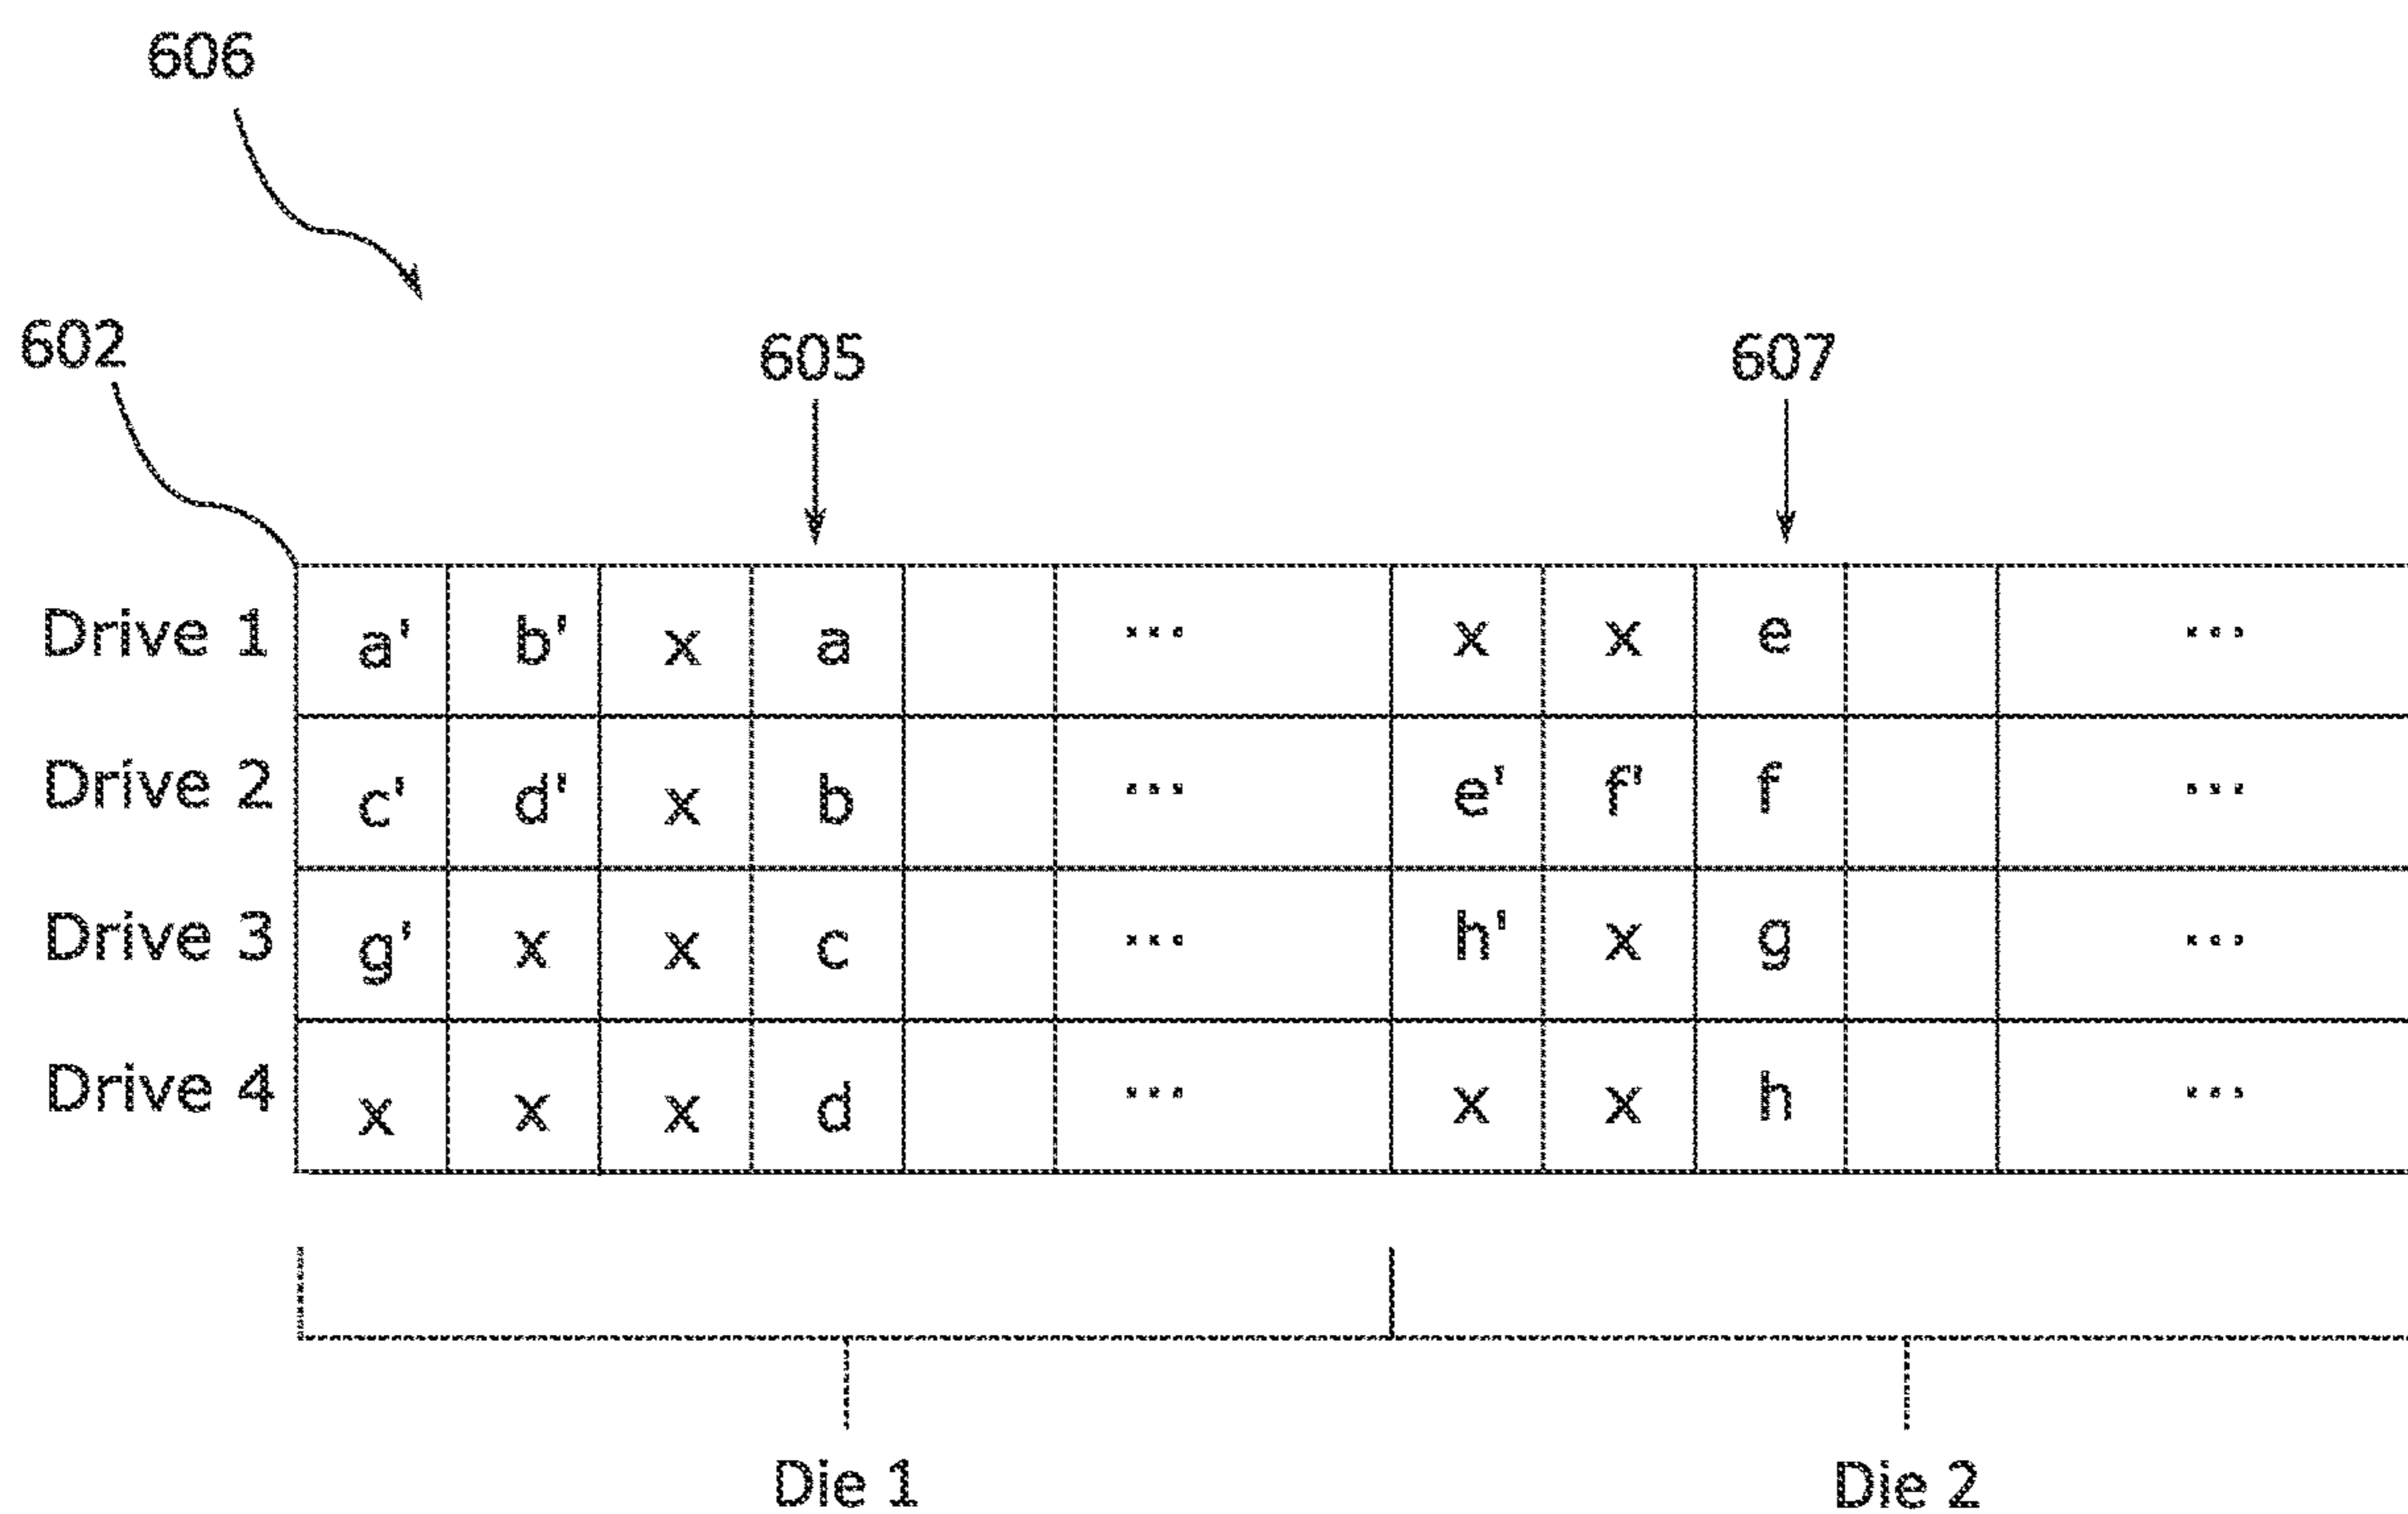 606
602
605
607
Drive 1 a' b' x a ... x x e ...
Drive 2 c' d' x b ... e' f' f ...
Drive 3 g' x x c ... h' x g ...
Drive 4 x x x d ... x x h ...
Die 1 Die 2